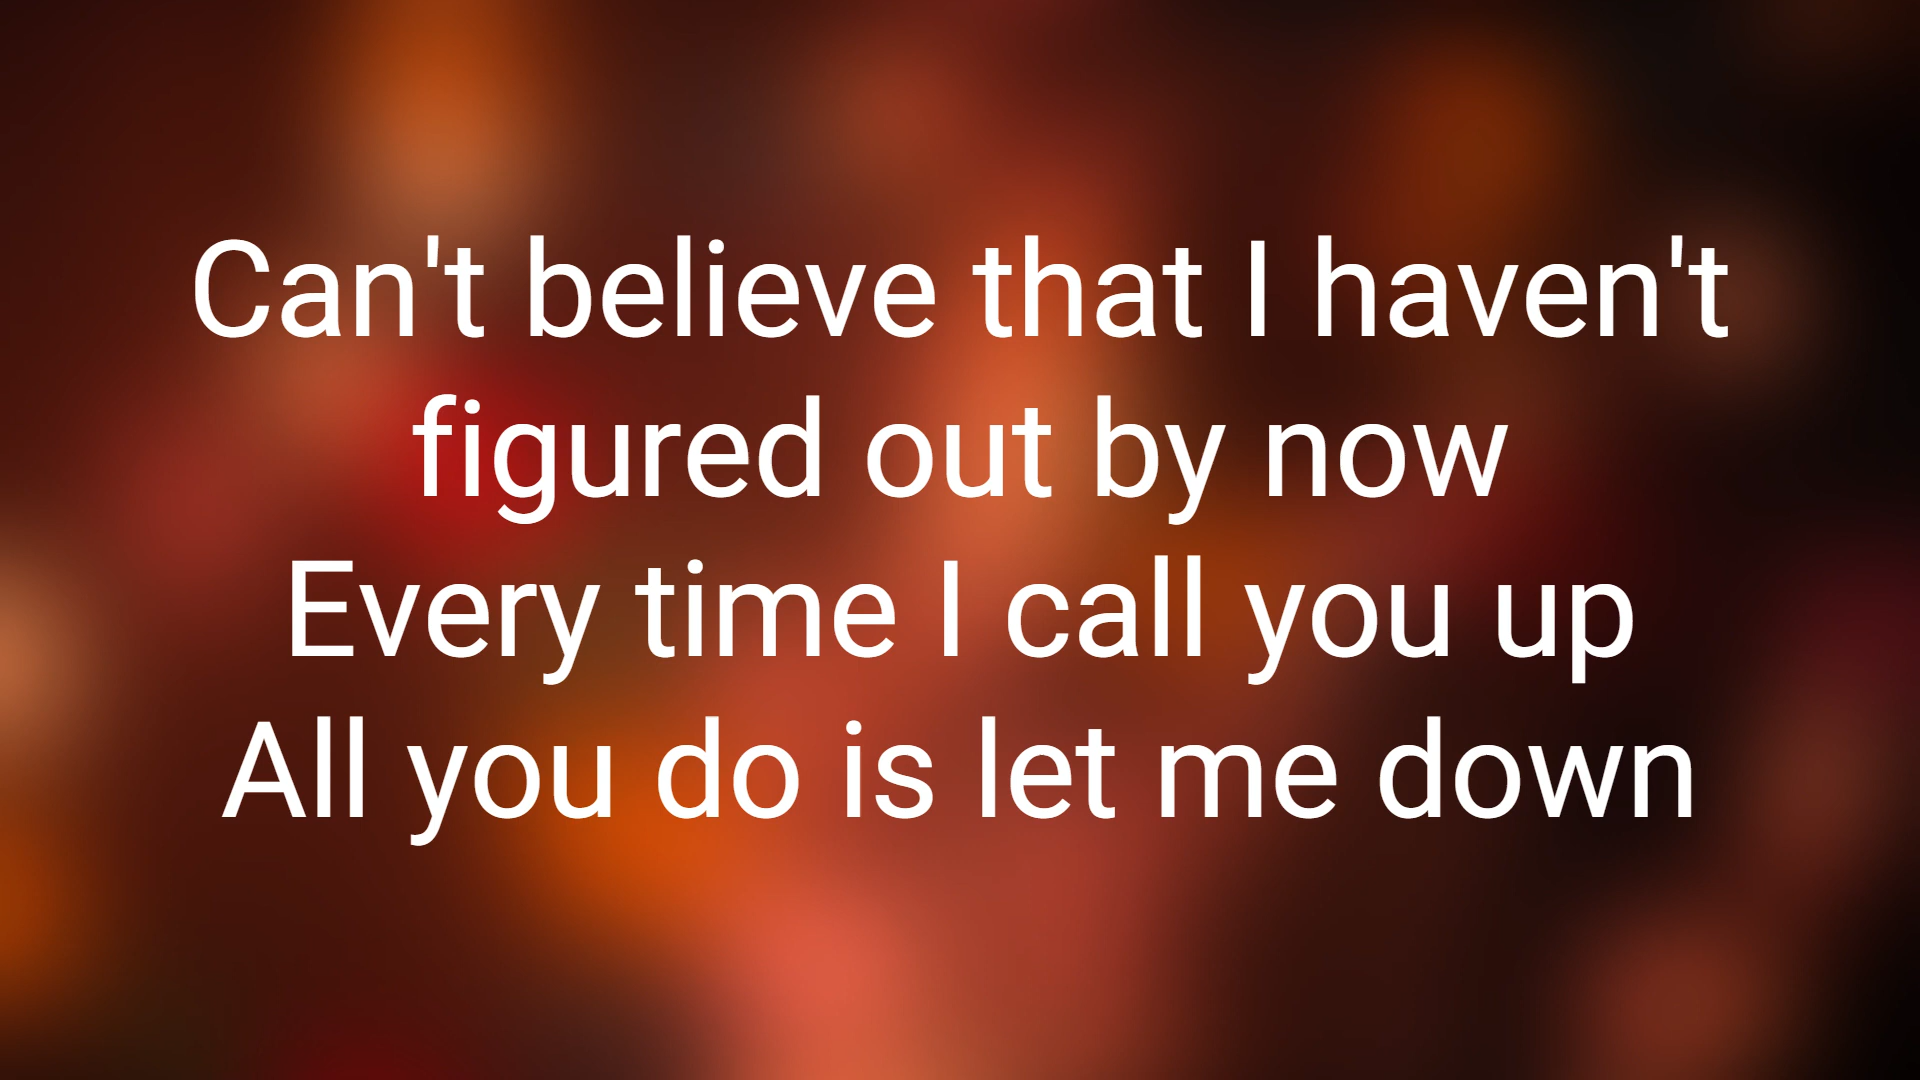 Can't believe that I haven't
figured out by now
Every time I call you up
All you do is let me down